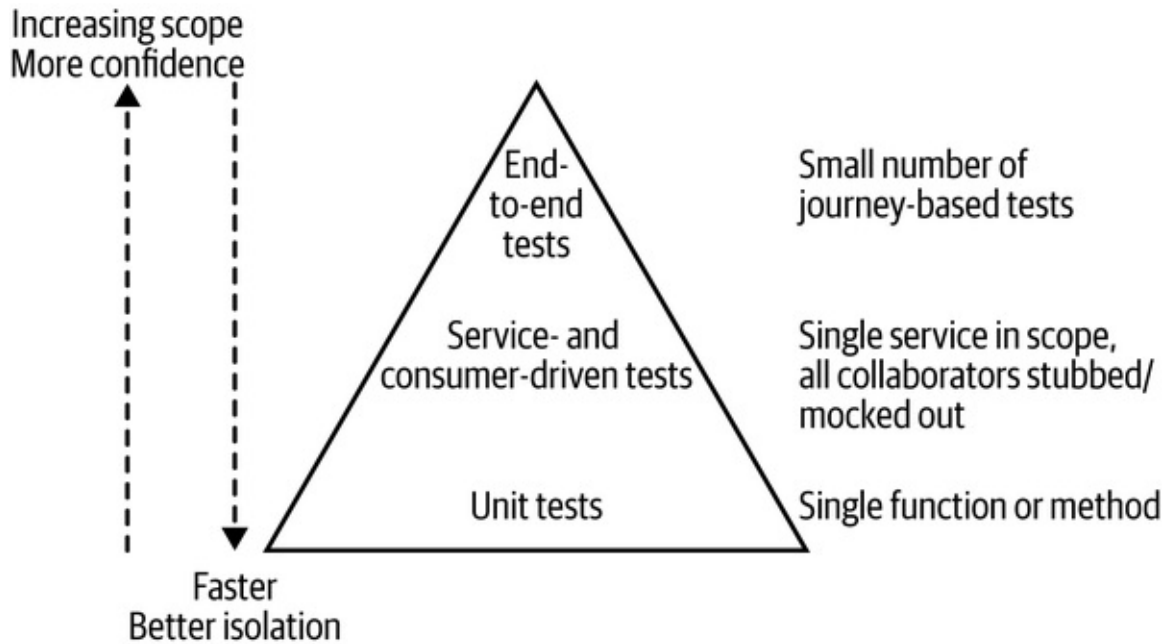 Increasing scope
More confidence
End-
to-end
tests
Small number of
journey-based tests
Service- and
consumer-driven tests
Single service in scope,
all collaborators stubbed/
mocked out
Unit tests
Single function or method
Faster
Better isolation